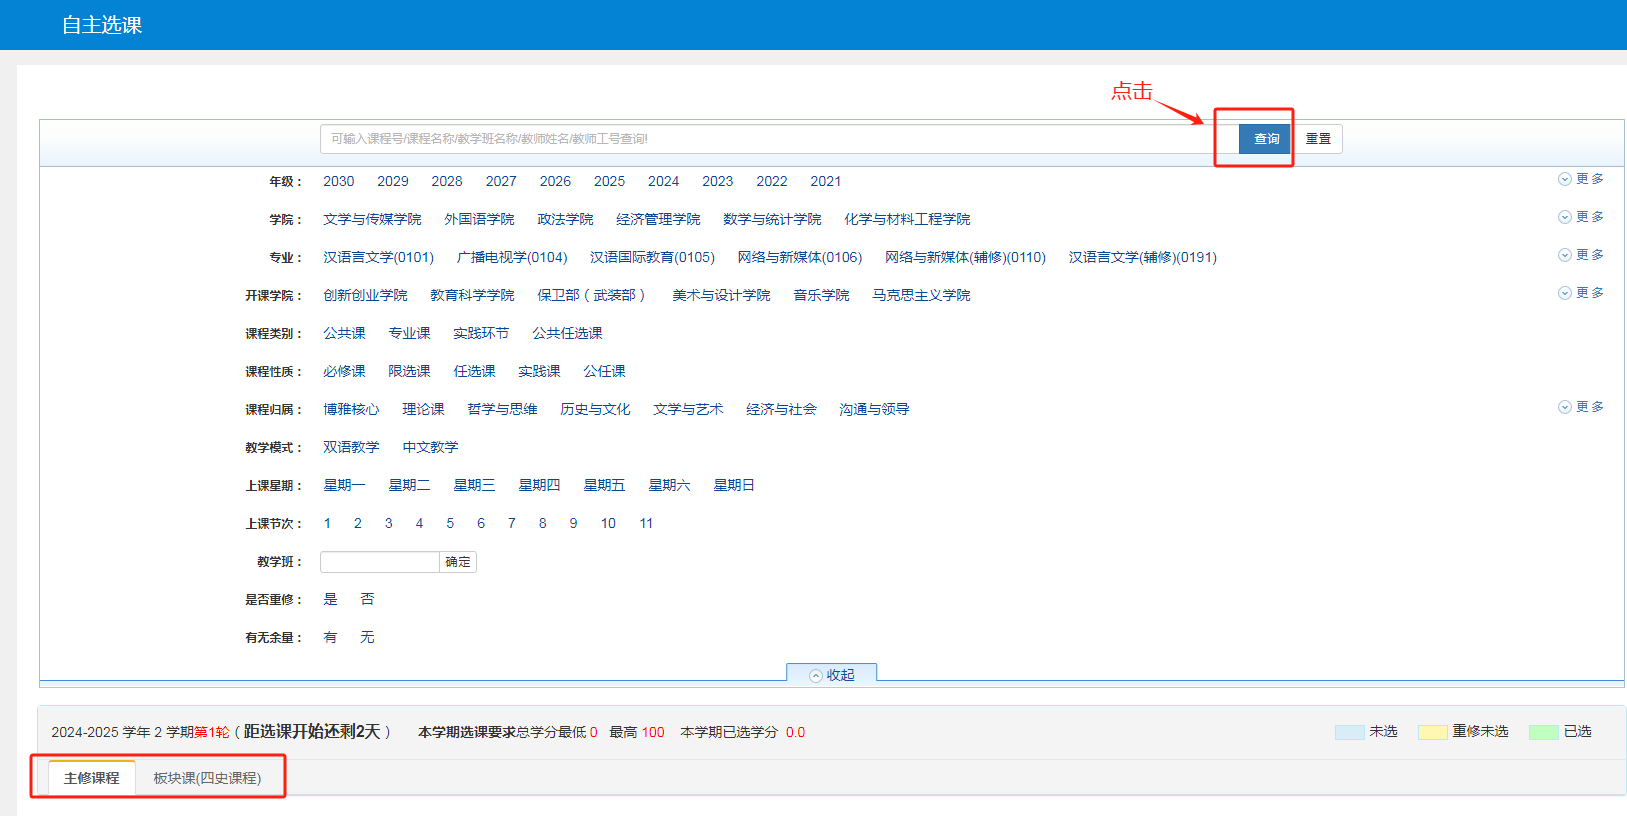 自主选课
点击
可输入课程号/课程名称/教学班名称/教师姓名/教师工号查询! 查询 重置
年级： 2030 2029 2028 2027 2026 2025 2024 2023 2022 2021 更多
学院： 文学与传媒学院 外国语学院 政法学院 经济管理学院 数学与统计学院 化学与材料工程学院 更多
专业： 汉语言文学(0101) 广播电视学(0104) 汉语国际教育(0105) 网络与新媒体(0106) 网络与新媒体(辅修)(0110) 汉语言文学(辅修)(0191) 更多
开课学院： 创新创业学院 教育科学学院 保卫部（武装部） 美术与设计学院 音乐学院 马克思主义学院 更多
课程类别： 公共课 专业课 实践环节 公共任选课
课程性质： 必修课 限选课 任选课 实践课 公任课
课程归属： 博雅核心 理论课 哲学与思维 历史与文化 文学与艺术 经济与社会 沟通与领导 更多
教学模式： 双语教学 中文教学
上课星期： 星期一 星期二 星期三 星期四 星期五 星期六 星期日
上课节次： 1 2 3 4 5 6 7 8 9 10 11
教学班： 确定
是否重修： 是 否
有无余量： 有 无
收起
2024-2025 学年 2 学期第1轮（距选课开始还剩2天） 本学期选课要求总学分最低 0 最高 100 本学期已选学分 0.0 未选 重修未选 已选
主修课程 板块课(四史课程)